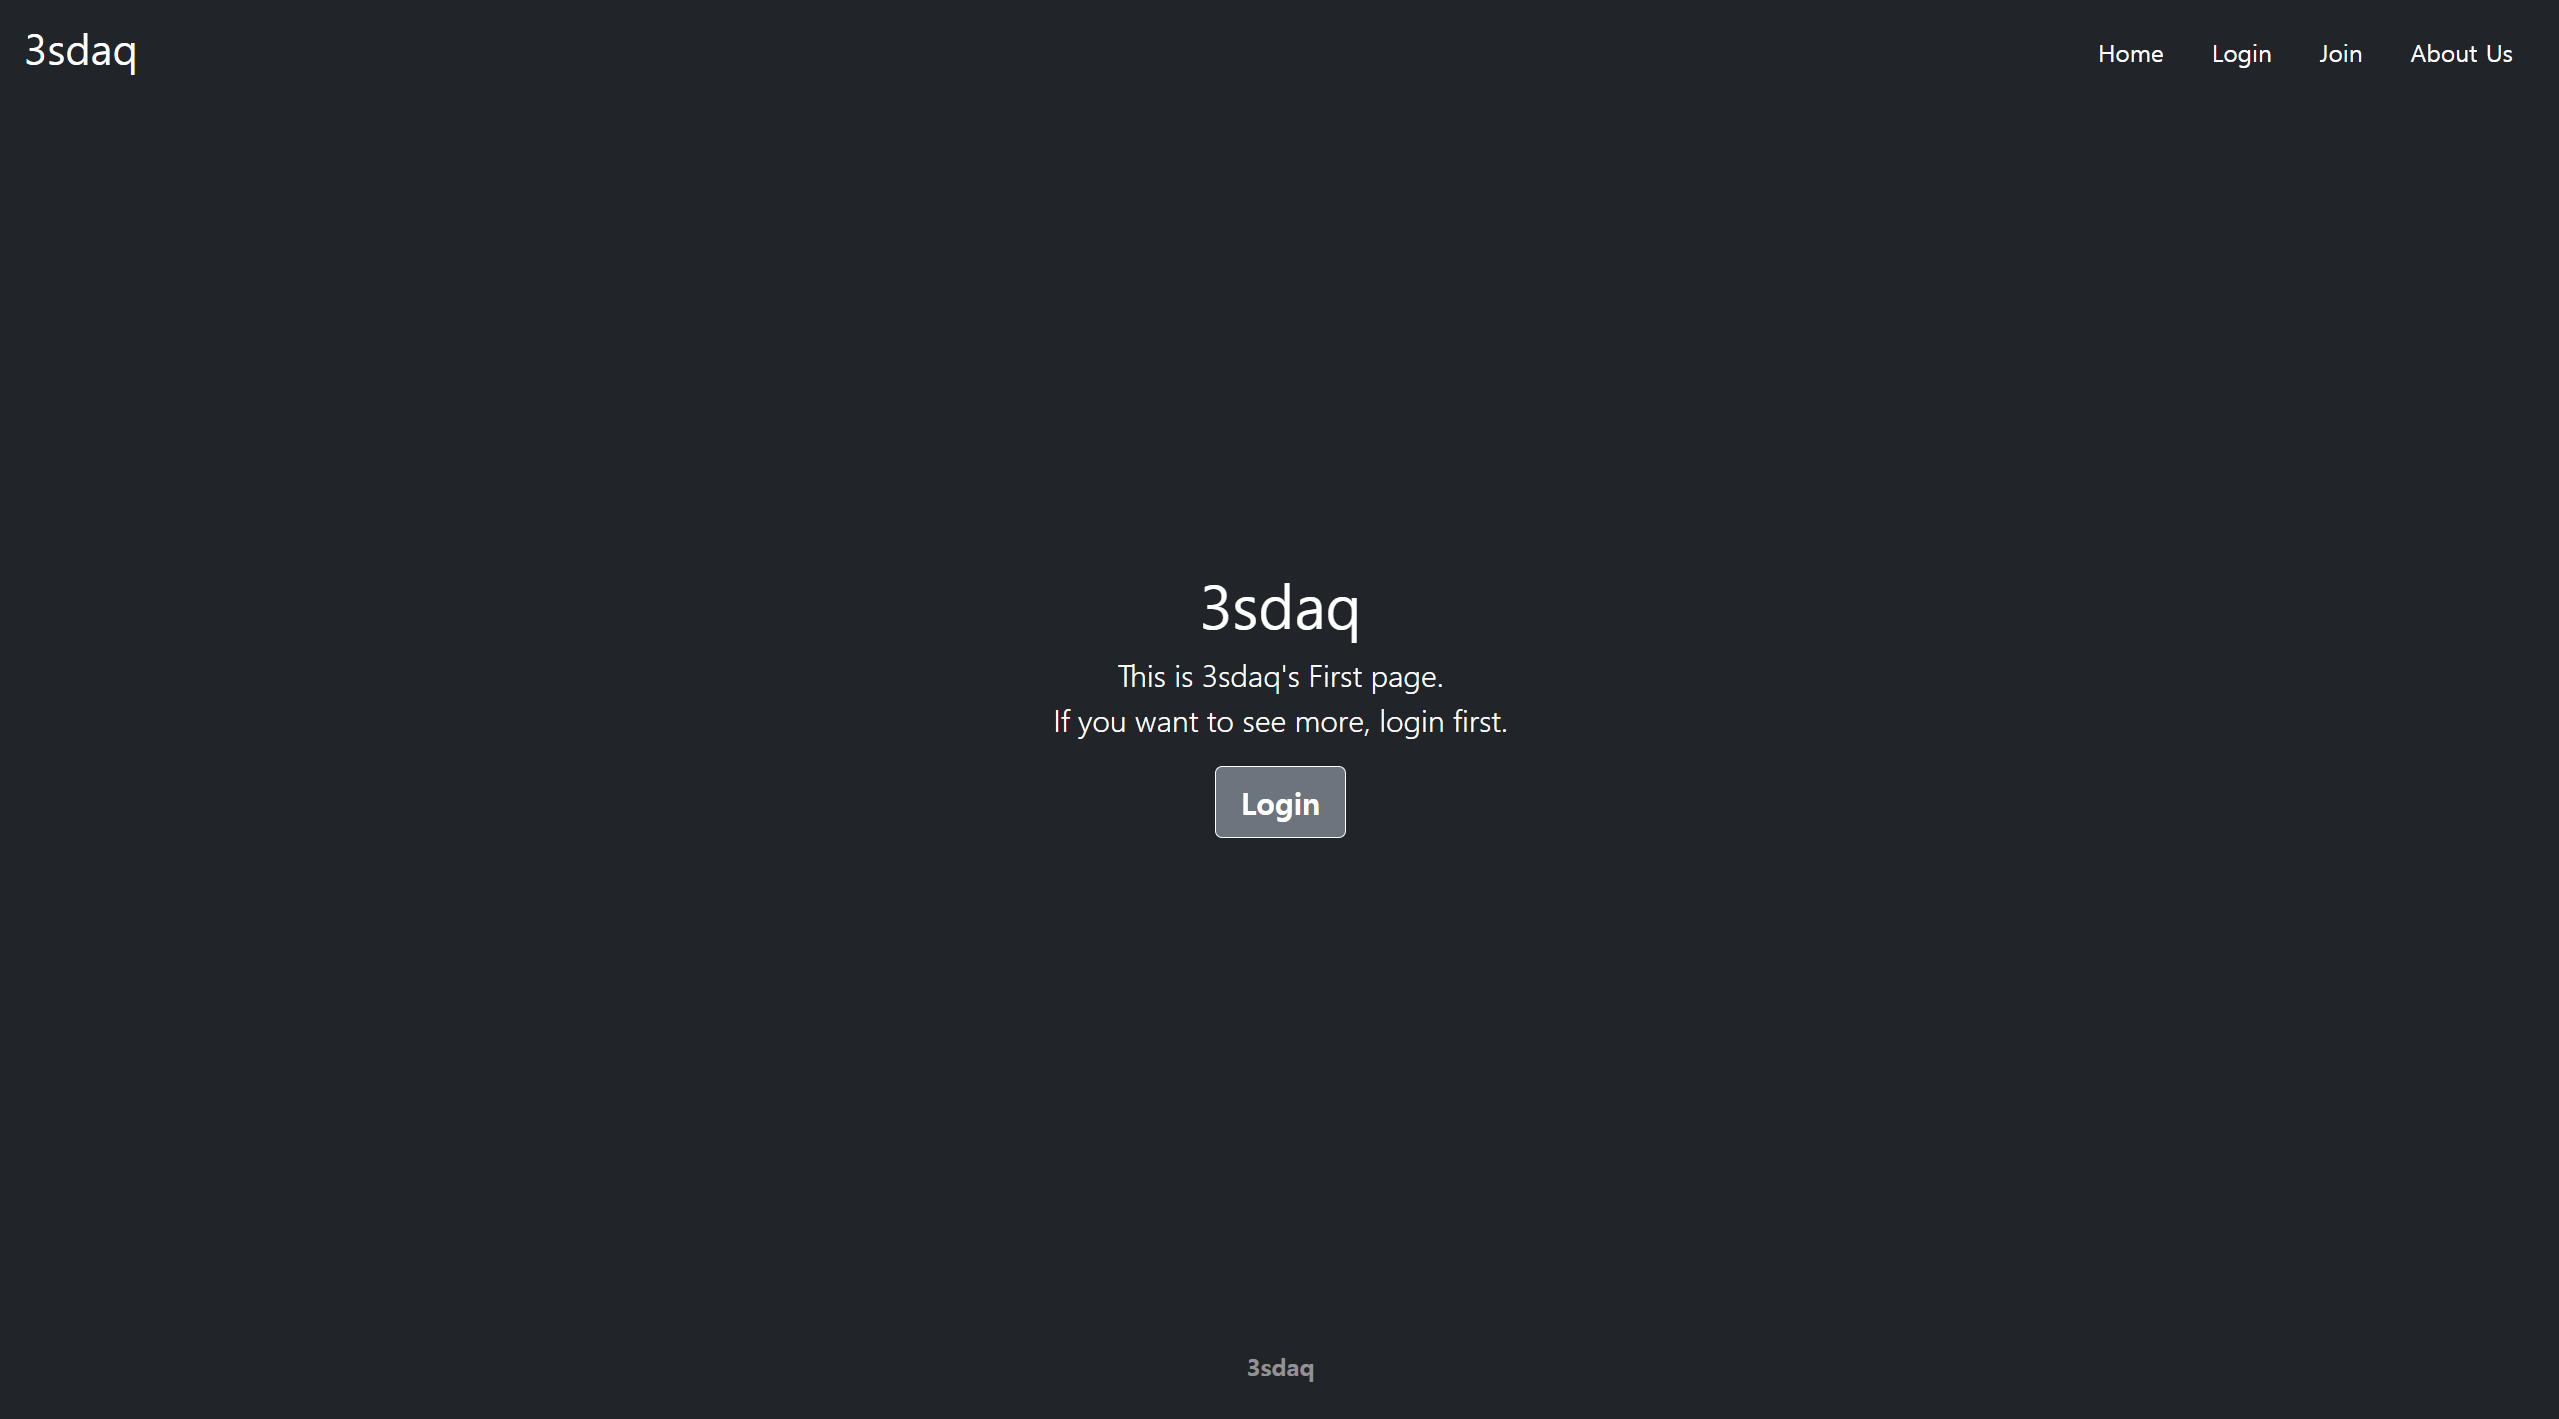 3sdaq
Home Login Join About Us
3sdaq
This is 3sdaq's First page.
If you want to see more, login first.
Login
3sdaq